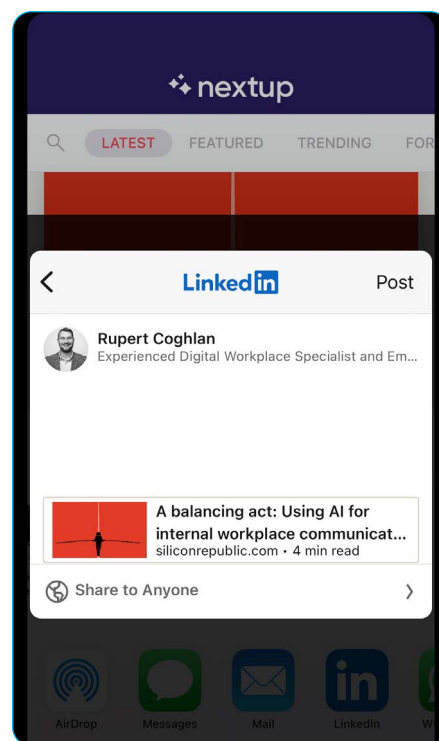 nextup
LATEST FEATURED TRENDING FOR
LinkedIn Post
Rupert Coghlan
Experienced Digital Workplace Specialist and Em...
A balancing act: Using AI for
internal workplace communicat...
siliconrepublic.com • 4 min read
Share to Anyone
AirDrop Messages Mail LinkedIn W